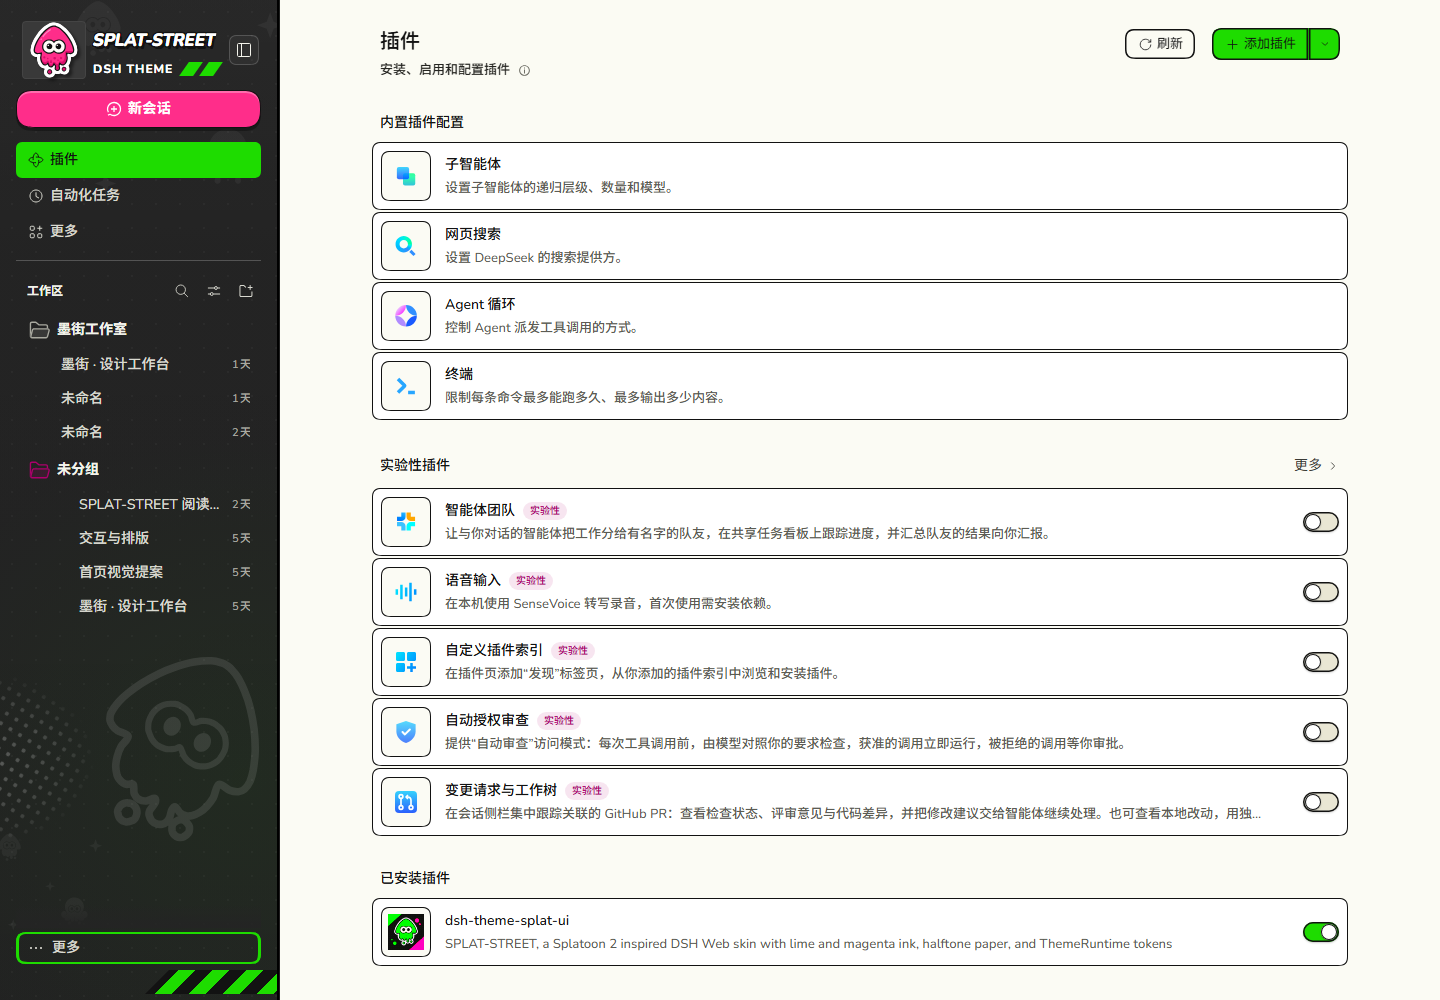 SPLAT-STREET
DSH THEME
新会话
插件
自动化任务
更多
工作区
墨街工作室
墨街 · 设计工作台 1天
未命名 1天
未命名 2天
未分组
SPLAT-STREET 阅读... 2天
交互与排版 5天
首页视觉提案 5天
墨街 · 设计工作台 5天
更多
插件
安装、启用和配置插件
刷新
添加插件
内置插件配置
子智能体
设置子智能体的递归层级、数量和模型。
网页搜索
设置 DeepSeek 的搜索提供方。
Agent 循环
控制 Agent 派发工具调用的方式。
终端
限制每条命令最多能跑多久、最多输出多少内容。
实验性插件 更多
智能体团队 实验性
让与你对话的智能体把工作分给有名字的队友，在共享任务看板上跟踪进度，并汇总队友的结果向你汇报。
语音输入 实验性
在本机使用 SenseVoice 转写录音，首次使用需安装依赖。
自定义插件索引 实验性
在插件页添加“发现”标签页，从你添加的插件索引中浏览和安装插件。
自动授权审查 实验性
提供“自动审查”访问模式：每次工具调用前，由模型对照你的要求检查，获准的调用立即运行，被拒绝的调用等你审批。
变更请求与工作树 实验性
在会话侧栏集中跟踪关联的 GitHub PR：查看检查状态、评审意见与代码差异，并把修改建议交给智能体继续处理。也可查看本地改动，用独...
已安装插件
dsh-theme-splat-ui
SPLAT-STREET, a Splatoon 2 inspired DSH Web skin with lime and magenta ink, halftone paper, and ThemeRuntime tokens